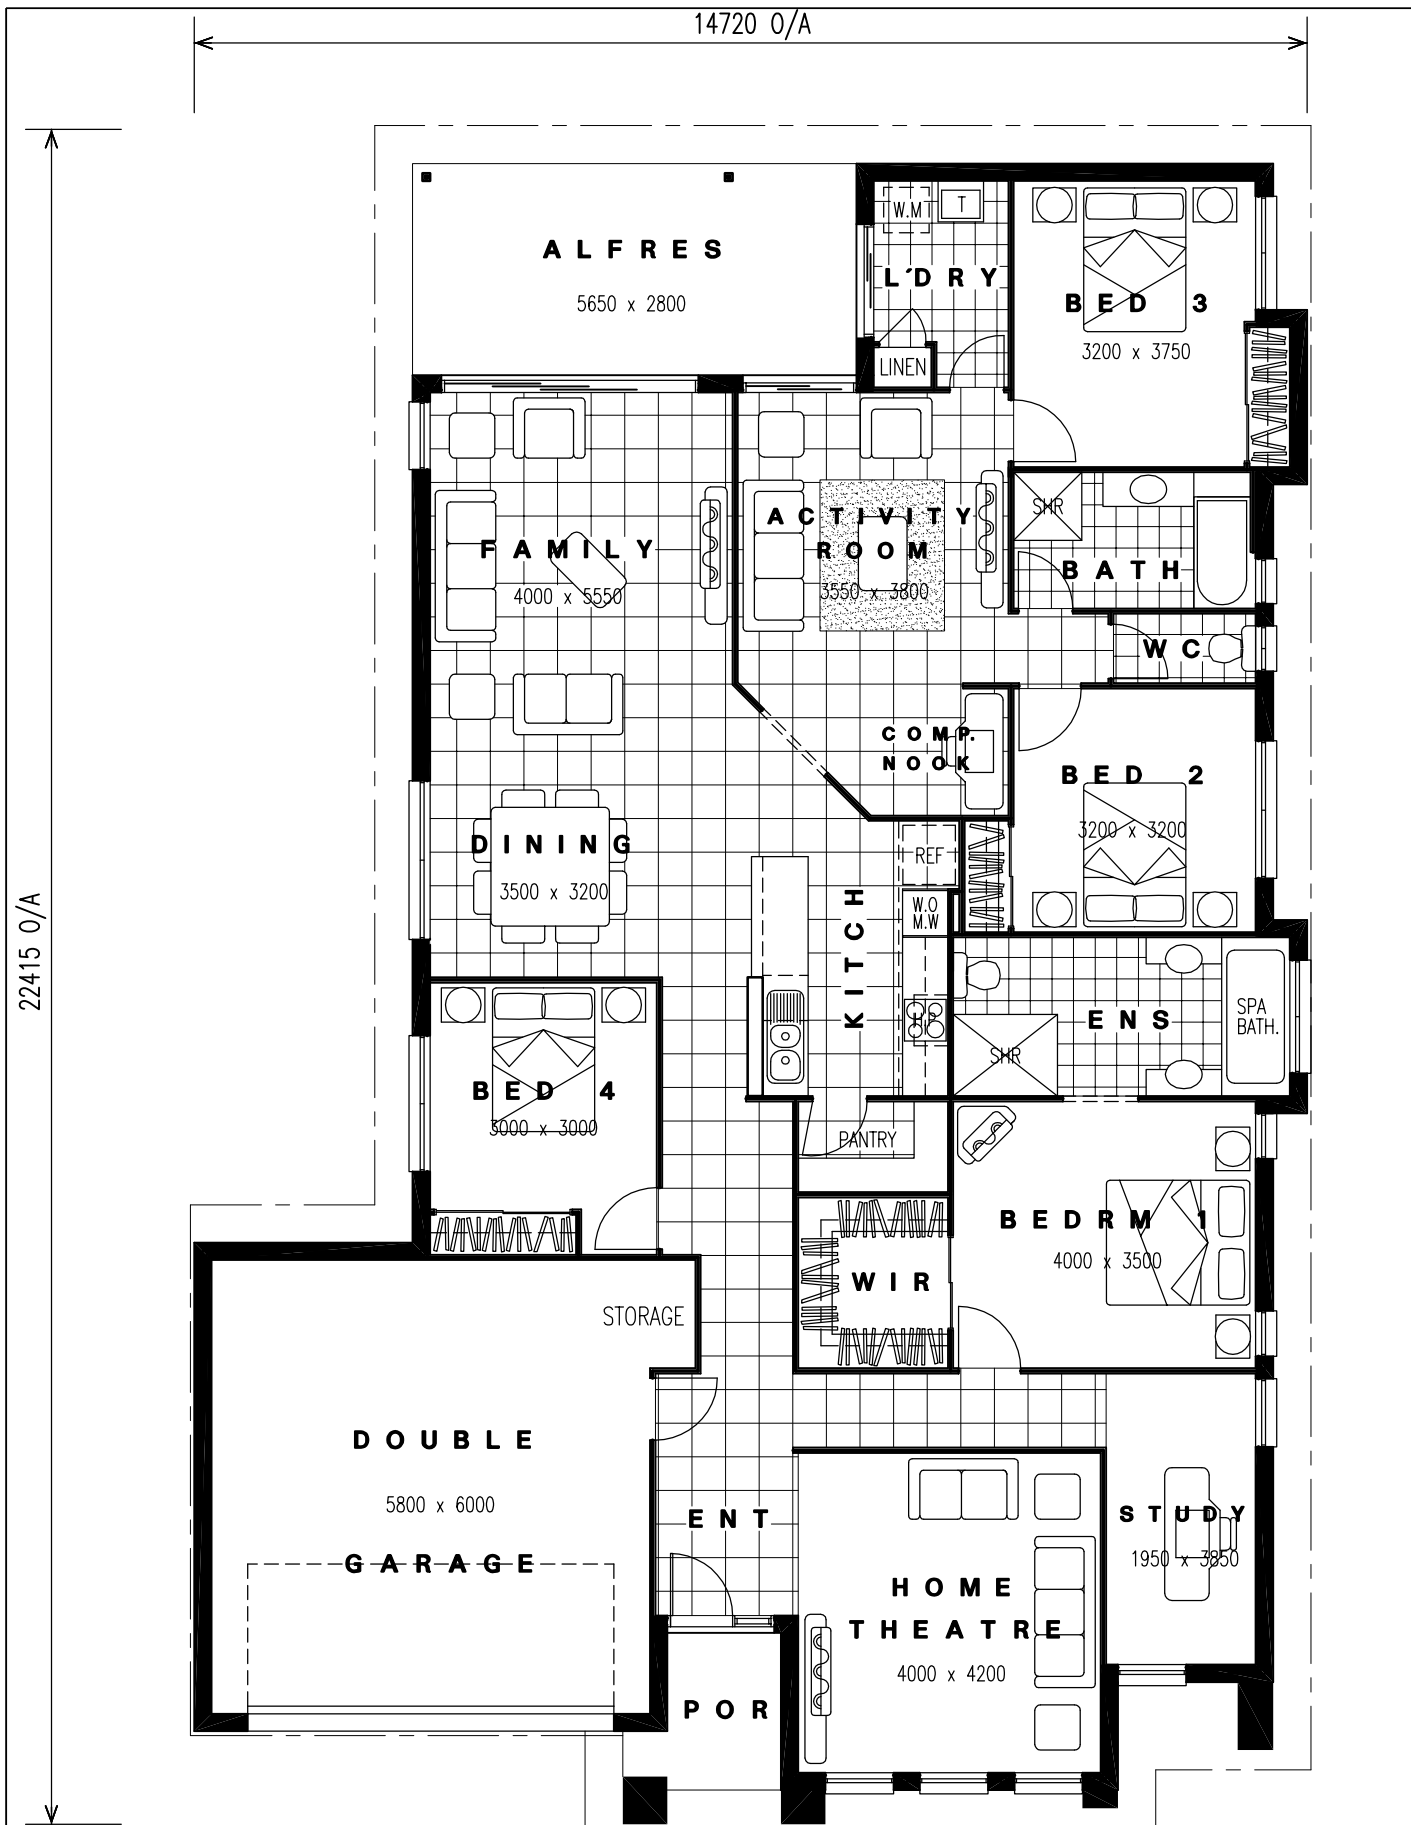 14720 O/A
22415 O/A
ALFRES
5650 x 2800
W.M
T
L'DRY
LINEN
BED 3
3200 x 3750
FAMILY
4000 x 5550
ACTIVITY
ROOM
3550 x 3800
SHR
BATH
WC
COMP.
NOOK
BED 2
3200 x 3200
DINING
3500 x 3200
REF
W.O
M.W
KITCH
HP
ENS
SHR
SPA
BATH.
BED 4
3000 x 3000
PANTRY
BEDRM 1
4000 x 3500
WIR
STORAGE
DOUBLE
5800 x 6000
GARAGE
ENT
STUDY
1950 x 3850
HOME
THEATRE
4000 x 4200
POR